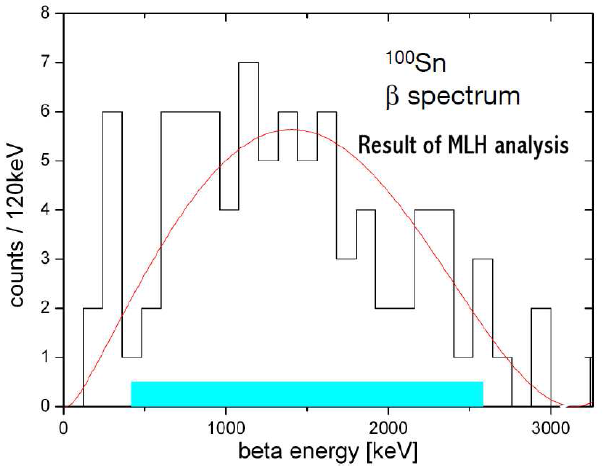 8
7
6
5
4
3
2
1
0
counts / 120keV
¹⁰⁰Sn
β spectrum
Result of MLH analysis
0 1000 2000 3000
beta energy [keV]